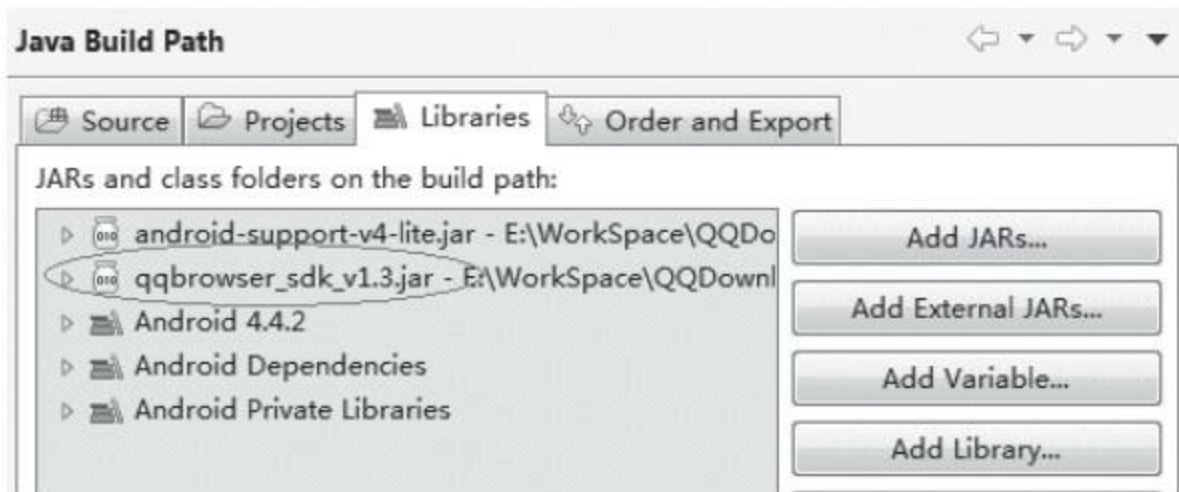 Java Build Path
Source Projects Libraries Order and Export
JARs and class folders on the build path:
android-support-v4-lite.jar - E:\WorkSpace\QQDo
Add JARs...
qqbrowser_sdk_v1.3.jar - E:\WorkSpace\QQDownl
Add External JARs...
Android 4.4.2
Android Dependencies
Add Variable...
Android Private Libraries
Add Library...